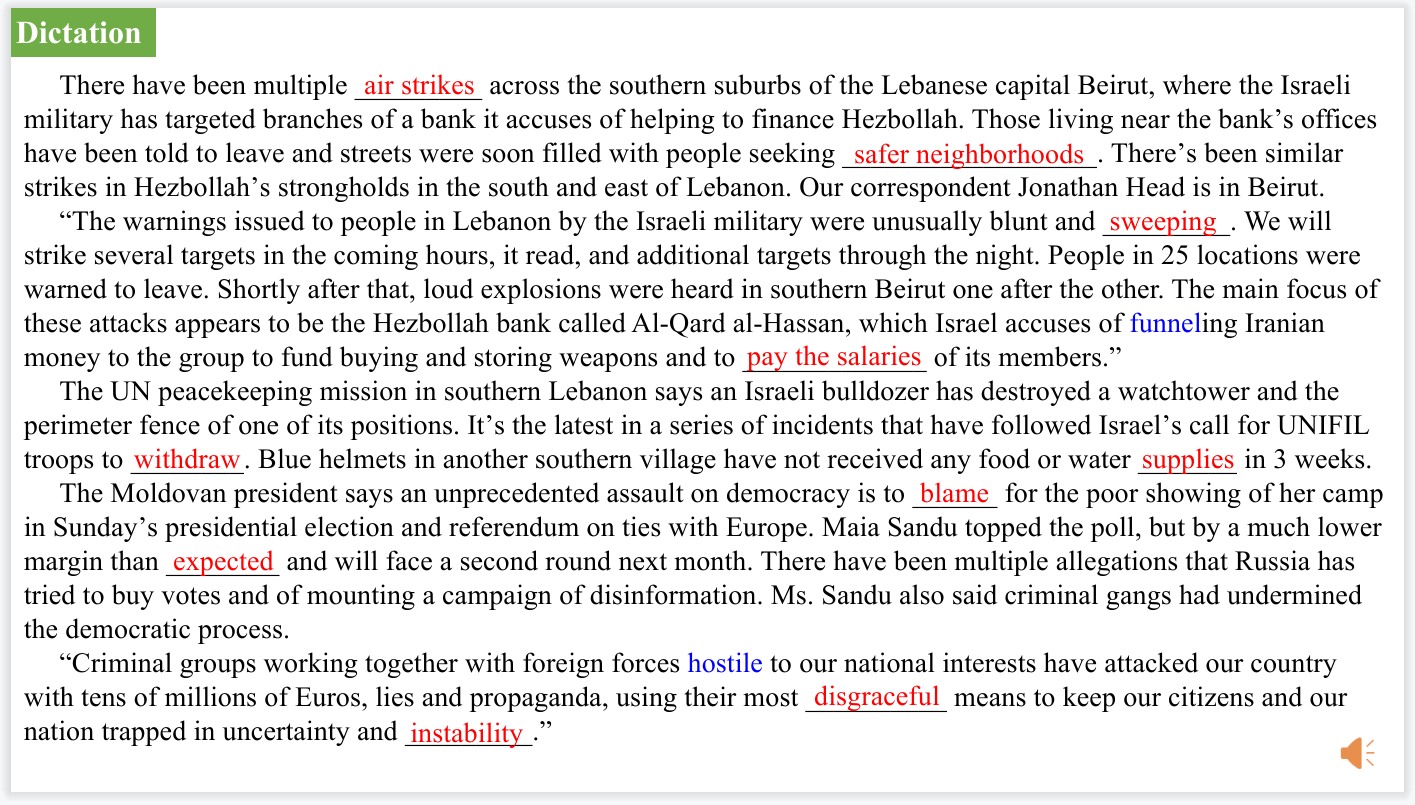 Dictation
There have been multiple air strikes across the southern suburbs of the Lebanese capital Beirut, where the Israeli
military has targeted branches of a bank it accuses of helping to finance Hezbollah. Those living near the bank’s offices
have been told to leave and streets were soon filled with people seeking safer neighborhoods. There’s been similar
strikes in Hezbollah’s strongholds in the south and east of Lebanon. Our correspondent Jonathan Head is in Beirut.
“The warnings issued to people in Lebanon by the Israeli military were unusually blunt and sweeping. We will
strike several targets in the coming hours, it read, and additional targets through the night. People in 25 locations were
warned to leave. Shortly after that, loud explosions were heard in southern Beirut one after the other. The main focus of
these attacks appears to be the Hezbollah bank called Al-Qard al-Hassan, which Israel accuses of funneling Iranian
money to the group to fund buying and storing weapons and to pay the salaries of its members.”
The UN peacekeeping mission in southern Lebanon says an Israeli bulldozer has destroyed a watchtower and the
perimeter fence of one of its positions. It’s the latest in a series of incidents that have followed Israel’s call for UNIFIL
troops to withdraw. Blue helmets in another southern village have not received any food or water supplies in 3 weeks.
The Moldovan president says an unprecedented assault on democracy is to blame for the poor showing of her camp
in Sunday’s presidential election and referendum on ties with Europe. Maia Sandu topped the poll, but by a much lower
margin than expected and will face a second round next month. There have been multiple allegations that Russia has
tried to buy votes and of mounting a campaign of disinformation. Ms. Sandu also said criminal gangs had undermined
the democratic process.
“Criminal groups working together with foreign forces hostile to our national interests have attacked our country
with tens of millions of Euros, lies and propaganda, using their most disgraceful means to keep our citizens and our
nation trapped in uncertainty and instability.”